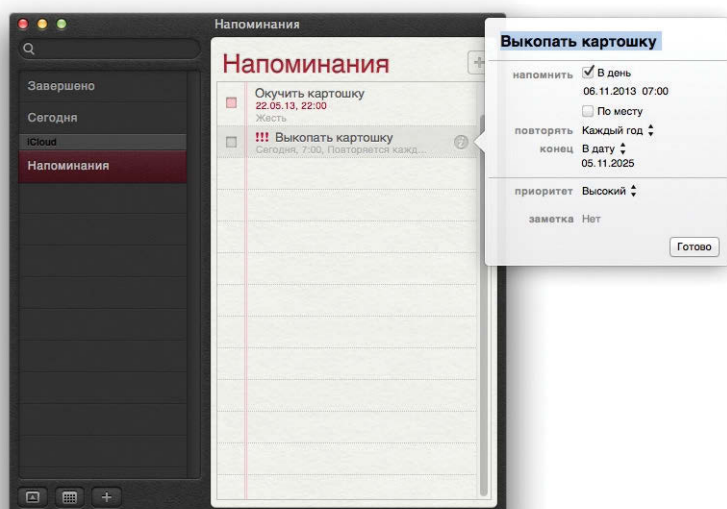 Напоминания
Завершено
Сегодня
iCloud
Напоминания
Напоминания
Окучить картошку
22.05.13, 22:00
Жесть
!!! Выкопать картошку
Сегодня, 7:00, Повторяется кажд...
Выкопать картошку
напомнить В день
06.11.2013 07:00
По месту
повторять Каждый год
конец В дату
05.11.2025
приоритет Высокий
заметка Нет
Готово